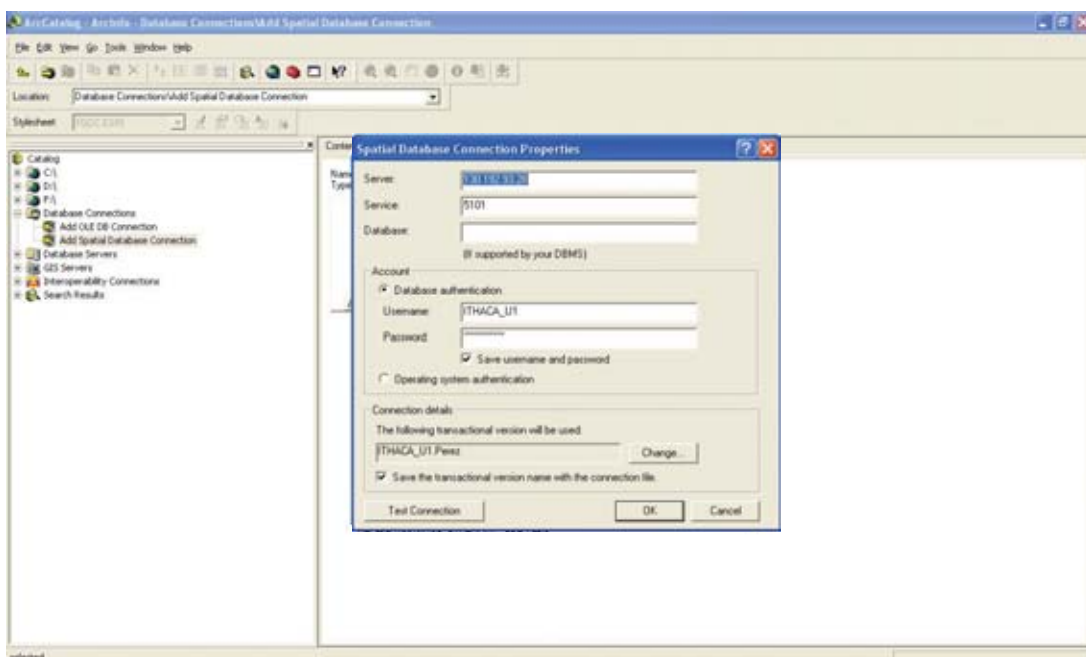 ArcCatalog - ArcInfo - Database Connections\Add Spatial Database Connection
File Edit View Go Tools Window Help
Location: Database Connections\Add Spatial Database Connection
Stylesheet: FGDC ESRI
Catalog
C:\
D:\
F:\
Database Connections
Add OLE DB Connection
Add Spatial Database Connection
Database Servers
GIS Servers
Interoperability Connections
Search Results
Name
Type
Spatial Database Connection Properties
Server:
Service: 5101
Database:
(If supported by your DBMS)
Account
Database authentication
Username: ITHACA_U1
Password: **********
Save username and password
Operating system authentication
Connection details
The following transactional version will be used:
ITHACA_U1.Perez
Change...
Save the transactional version name with the connection file.
Test Connection
OK
Cancel